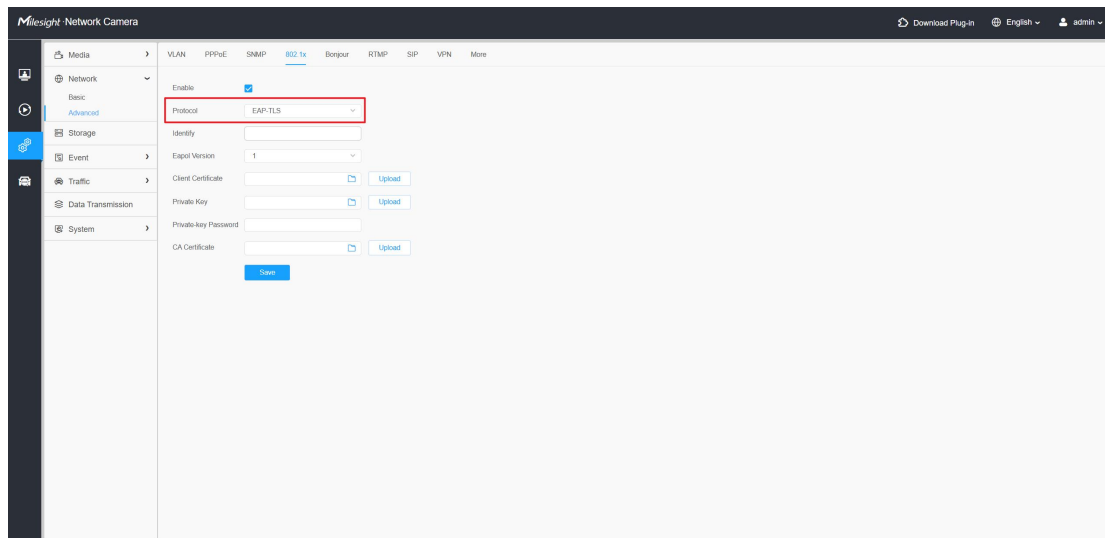 Milesight Network Camera
Download Plug-in
English
admin
Media
Network
Basic
Advanced
Storage
Event
Traffic
Data Transmission
System
VLAN PPPoE SNMP 802.1x Bonjour RTMP SIP VPN More
Enable
Protocol EAP-TLS
Identify
Eapol Version 1
Client Certificate Upload
Private Key Upload
Private-key Password
CA Certificate Upload
Save